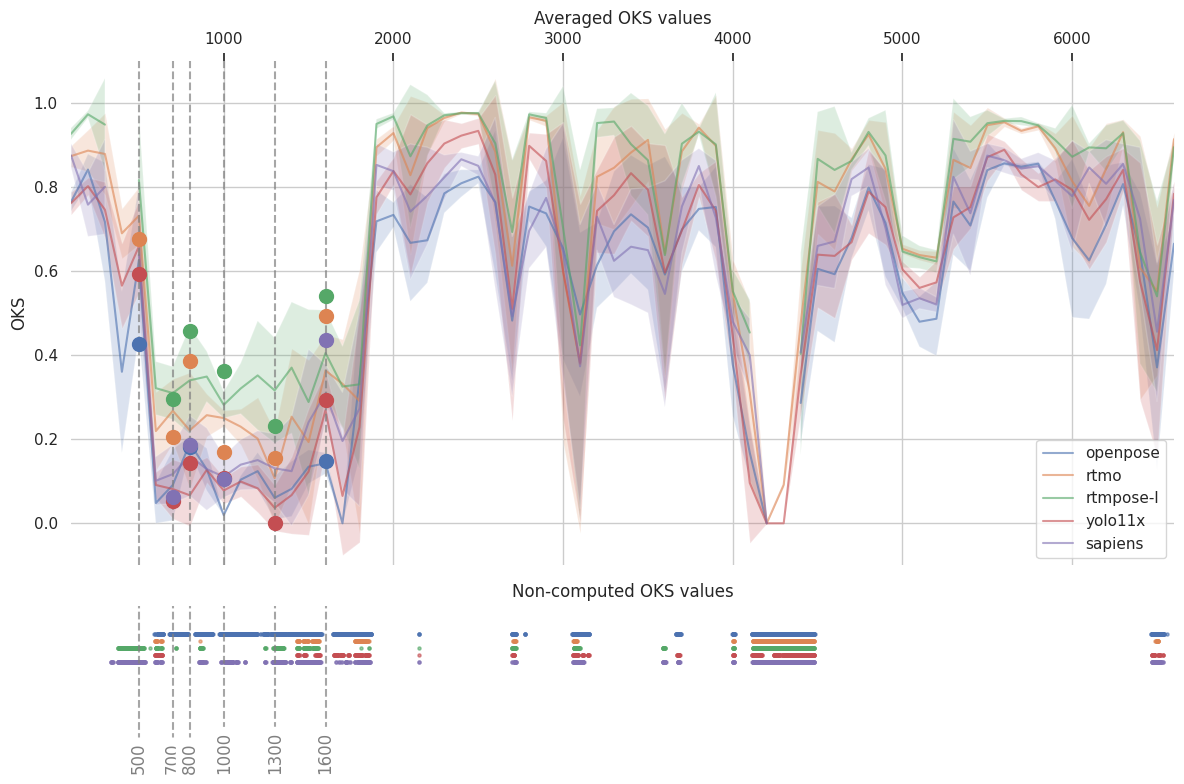 Averaged OKS values
1000 2000 3000 4000 5000 6000
1.0
0.8
0.6
0.4
0.2
0.0
OKS
openpose
rtmo
rtmpose-l
yolo11x
sapiens
Non-computed OKS values
500 700 800 1000 1300 1600